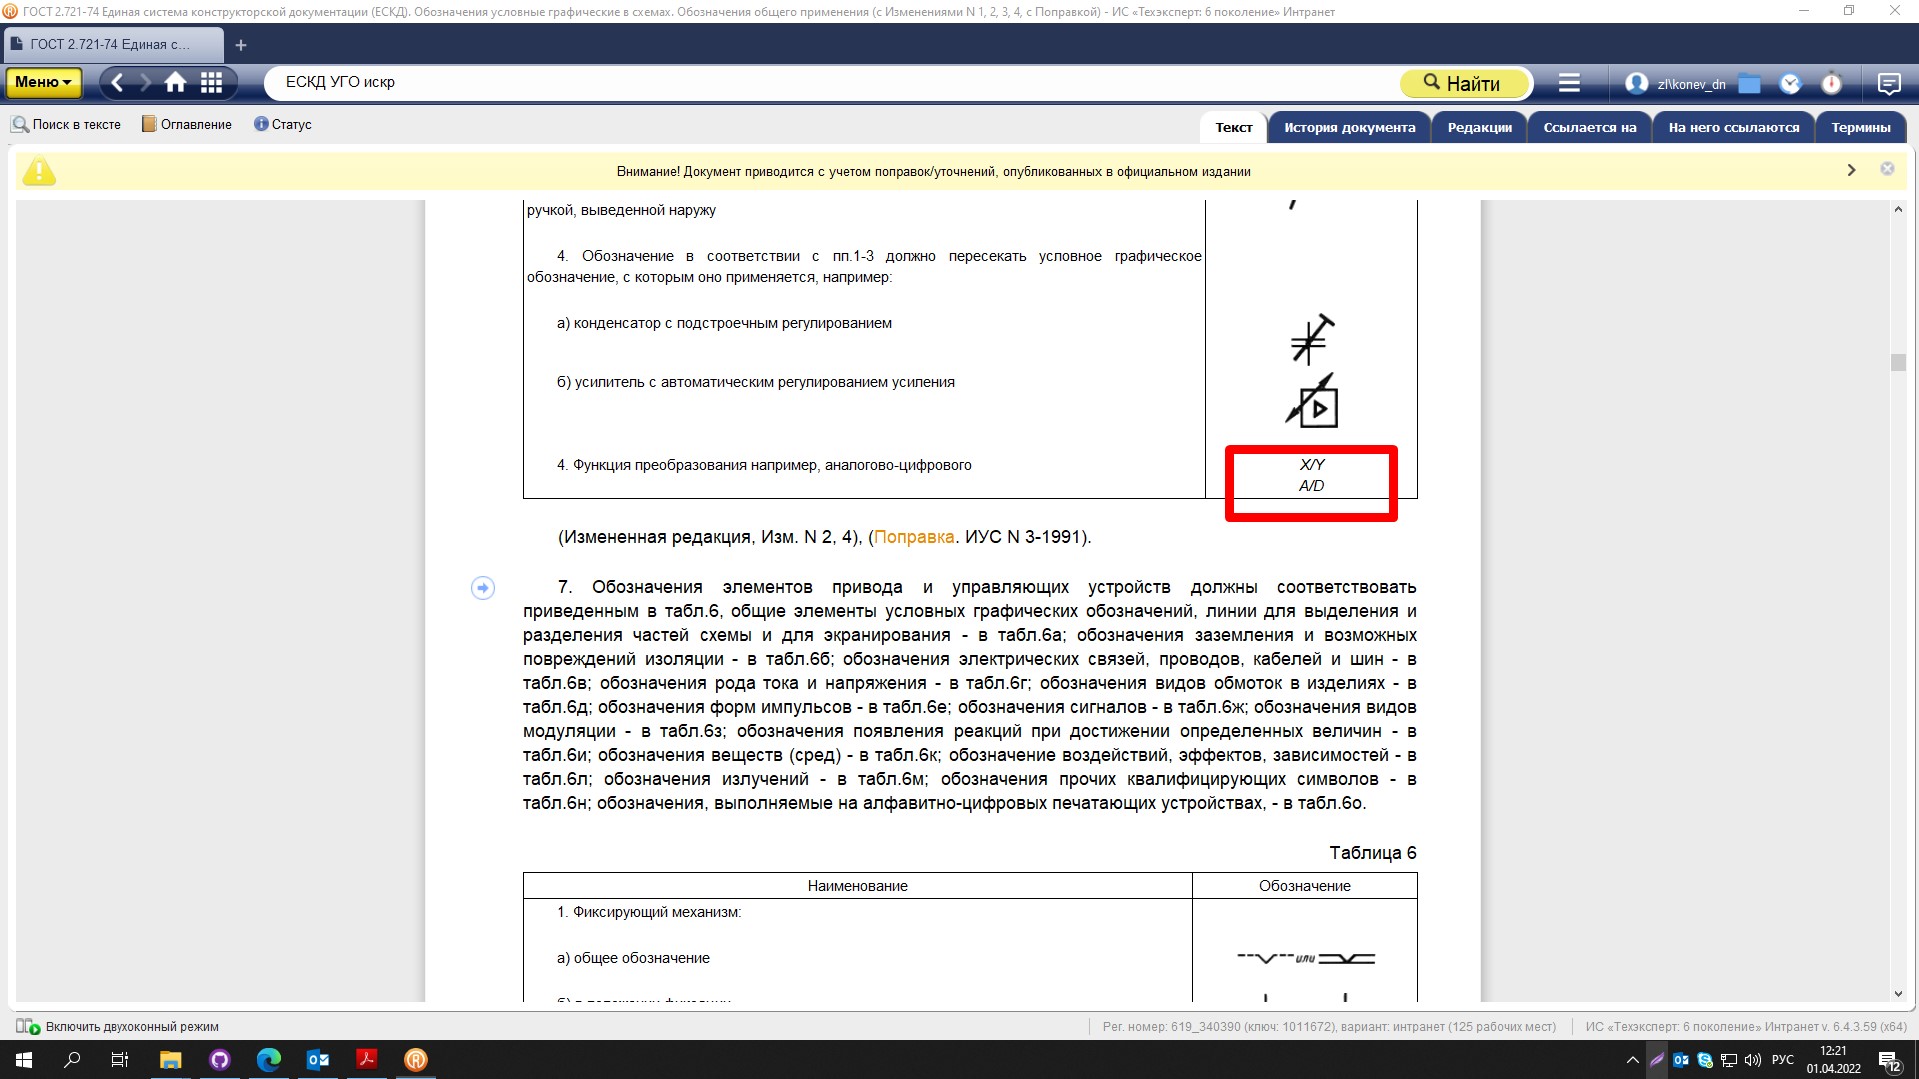 ГОСТ 2.721-74 Единая система конструкторской документации (ЕСКД). Обозначения условные графические в схемах. Обозначения общего применения (с Изменениями N 1, 2, 3, 4, с Поправкой) - ИС «Техэксперт: 6 поколение» Интранет
ГОСТ 2.721-74 Единая с...
Меню
ЕСКД УГО искр
Найти
zl\konev_dn
Поиск в тексте
Оглавление
Статус
Текст
История документа
Редакции
Ссылается на
На него ссылаются
Термины
Внимание! Документ приводится с учетом поправок/уточнений, опубликованных в официальном издании
ручкой, выведенной наружу
4. Обозначение в соответствии с пп.1-3 должно пересекать условное графическое
обозначение, с которым оно применяется, например:
а) конденсатор с подстроечным регулированием
б) усилитель с автоматическим регулированием усиления
4. Функция преобразования например, аналогово-цифрового
X/Y
A/D
(Измененная редакция, Изм. N 2, 4), (Поправка. ИУС N 3-1991).
7. Обозначения элементов привода и управляющих устройств должны соответствовать
приведенным в табл.6, общие элементы условных графических обозначений, линии для выделения и
разделения частей схемы и для экранирования - в табл.6а; обозначения заземления и возможных
повреждений изоляции - в табл.6б; обозначения электрических связей, проводов, кабелей и шин - в
табл.6в; обозначения рода тока и напряжения - в табл.6г; обозначения видов обмоток в изделиях - в
табл.6д; обозначения форм импульсов - в табл.6е; обозначения сигналов - в табл.6ж; обозначения видов
модуляции - в табл.6з; обозначения появления реакций при достижении определенных величин - в
табл.6и; обозначения веществ (сред) - в табл.6к; обозначение воздействий, эффектов, зависимостей - в
табл.6л; обозначения излучений - в табл.6м; обозначения прочих квалифицирующих символов - в
табл.6н; обозначения, выполняемые на алфавитно-цифровых печатающих устройствах, - в табл.6о.
Таблица 6
Наименование
Обозначение
1. Фиксирующий механизм:
а) общее обозначение
или
Включить двухоконный режим
Рег. номер: 619_340390 (ключ: 1011672), вариант: интранет (125 рабочих мест)
ИС «Техэксперт: 6 поколение» Интранет v. 6.4.3.59 (x64)
РУС
12:21
01.04.2022
12